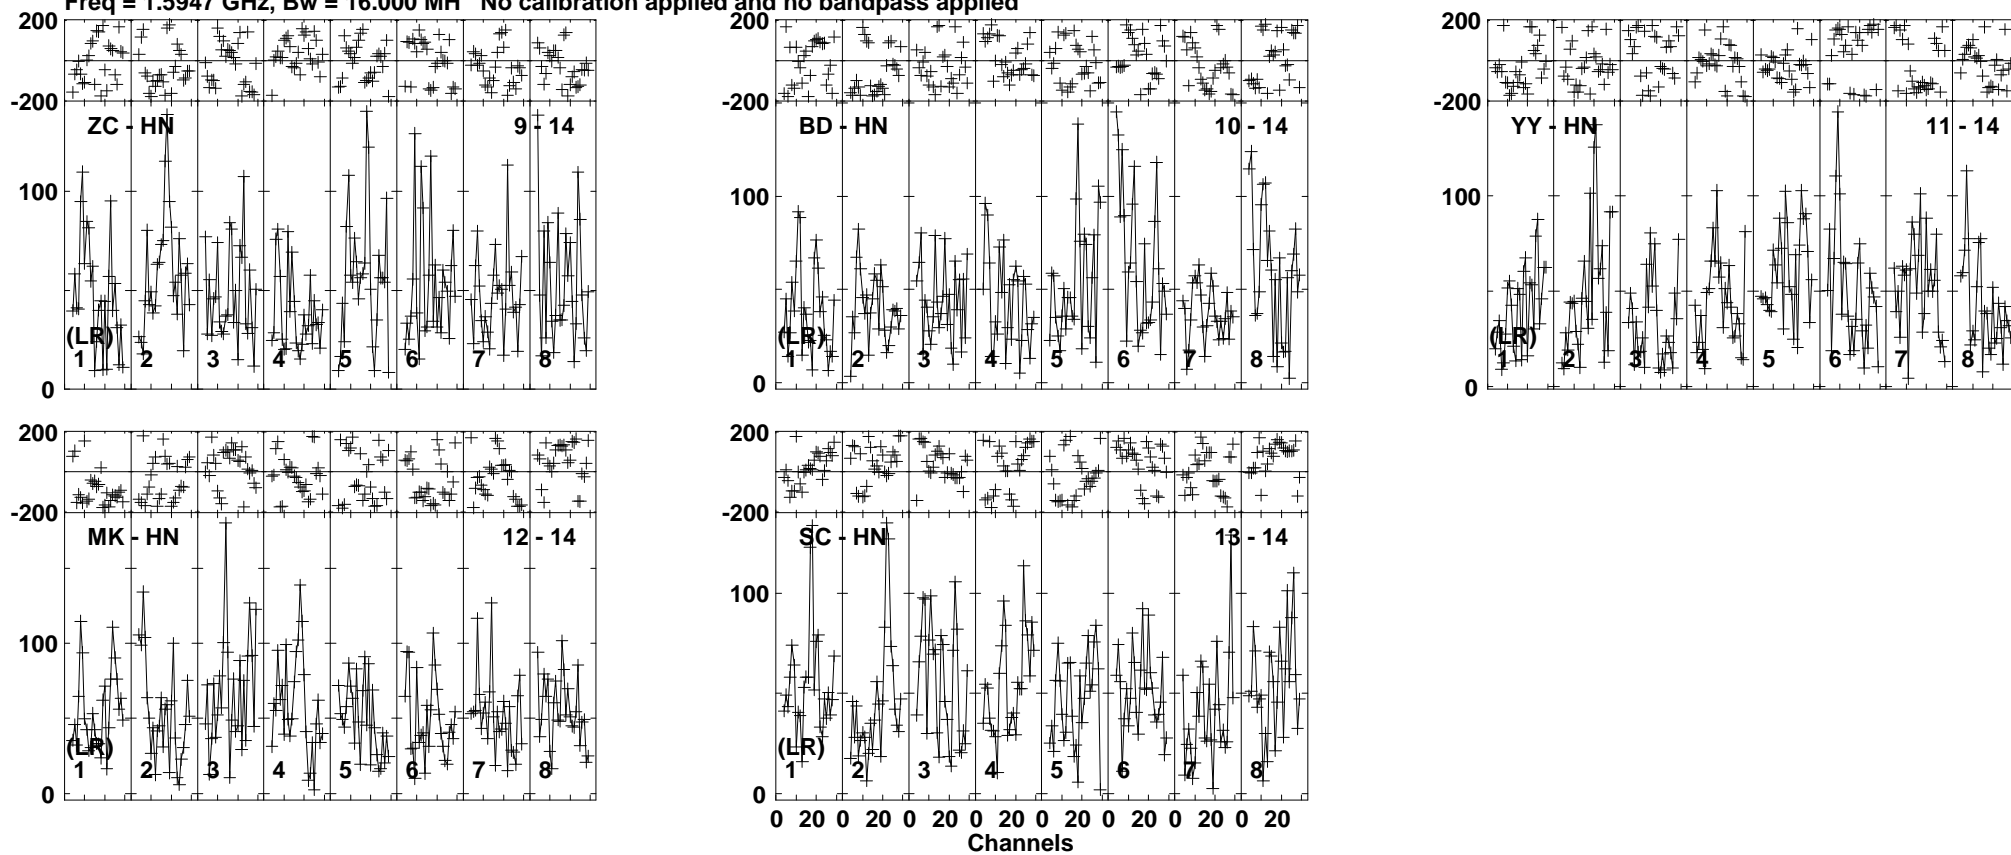 Freq = 1.5947 GHz, Bw = 16.000 MH No calibration applied and no bandpass applied
200 200 200
-200 -200 -200
ZC - HN 9 - 14 BD - HN 10 - 14 YY - HN 11 - 14
100 100 100
(LR) (LR) (LR)
1 2 3 4 5 6 7 8 1 2 3 4 5 6 7 8 1 2 3 4 5 6 7 8
0 0 0
200 200
-200 -200
MK - HN 12 - 14 SC - HN 13 - 14
100 100
(LR) (LR)
1 2 3 4 5 6 7 8 1 2 3 4 5 6 7 8
0 0
0 20 0 20 0 20 0 20 0 20 0 20 0 20 0 20
Channels